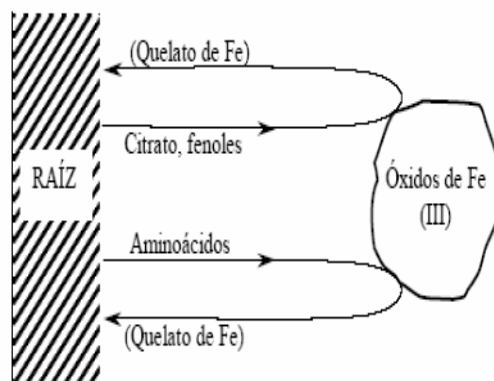 (Quelato de Fe)
Citrato, fenoles
RAÍZ
Óxidos de Fe
(III)
Aminoácidos
(Quelato de Fe)